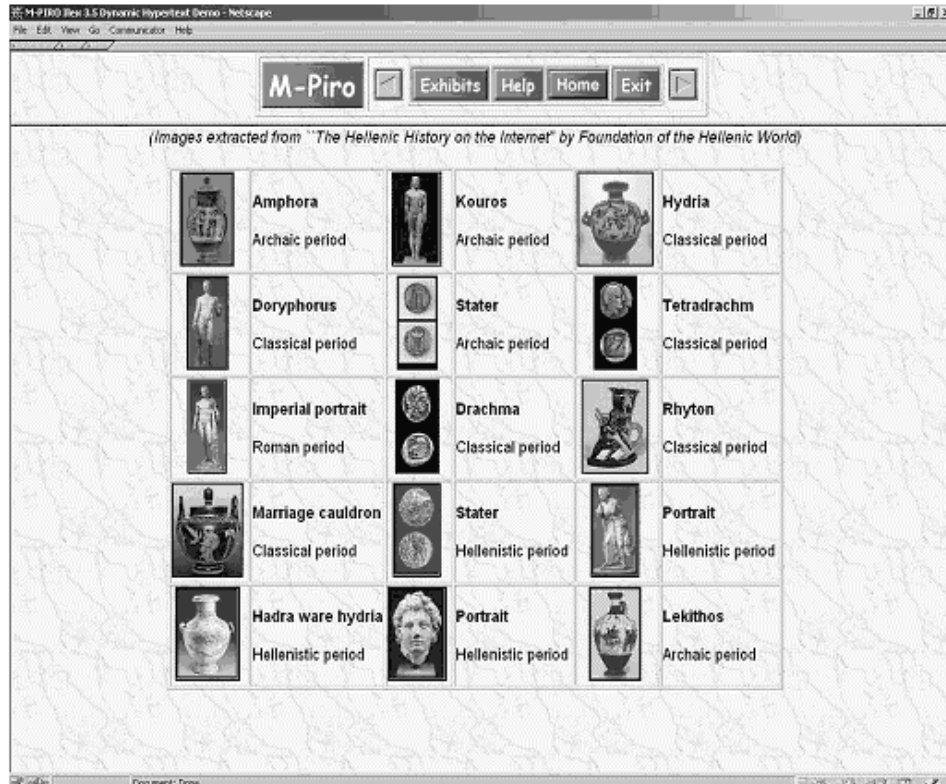 M-PIRO Ilex 3.5 Dynamic Hypertext Demo - Netscape
File Edit View Go Communicator Help
M-Piro Exhibits Help Home Exit
(Images extracted from ``The Hellenic History on the Internet" by Foundation of the Hellenic World)
Amphora Kouros Hydria
Archaic period Archaic period Classical period
Doryphorus Stater Tetradrachm
Classical period Archaic period Classical period
Imperial portrait Drachma Rhyton
Roman period Classical period Classical period
Marriage cauldron Stater Portrait
Classical period Hellenistic period Hellenistic period
Hadra ware hydria Portrait Lekithos
Hellenistic period Hellenistic period Archaic period
Document: Done